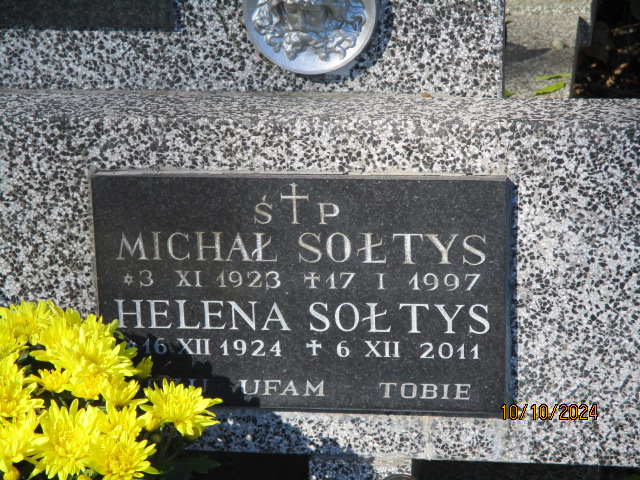 Ś † P
MICHAŁ SOŁTYS
* 3 XI 1923 † 17 I 1997
HELENA SOŁTYS
* 16 XII 1924 † 6 XII 2011
UFAM TOBIE
10/10/2024